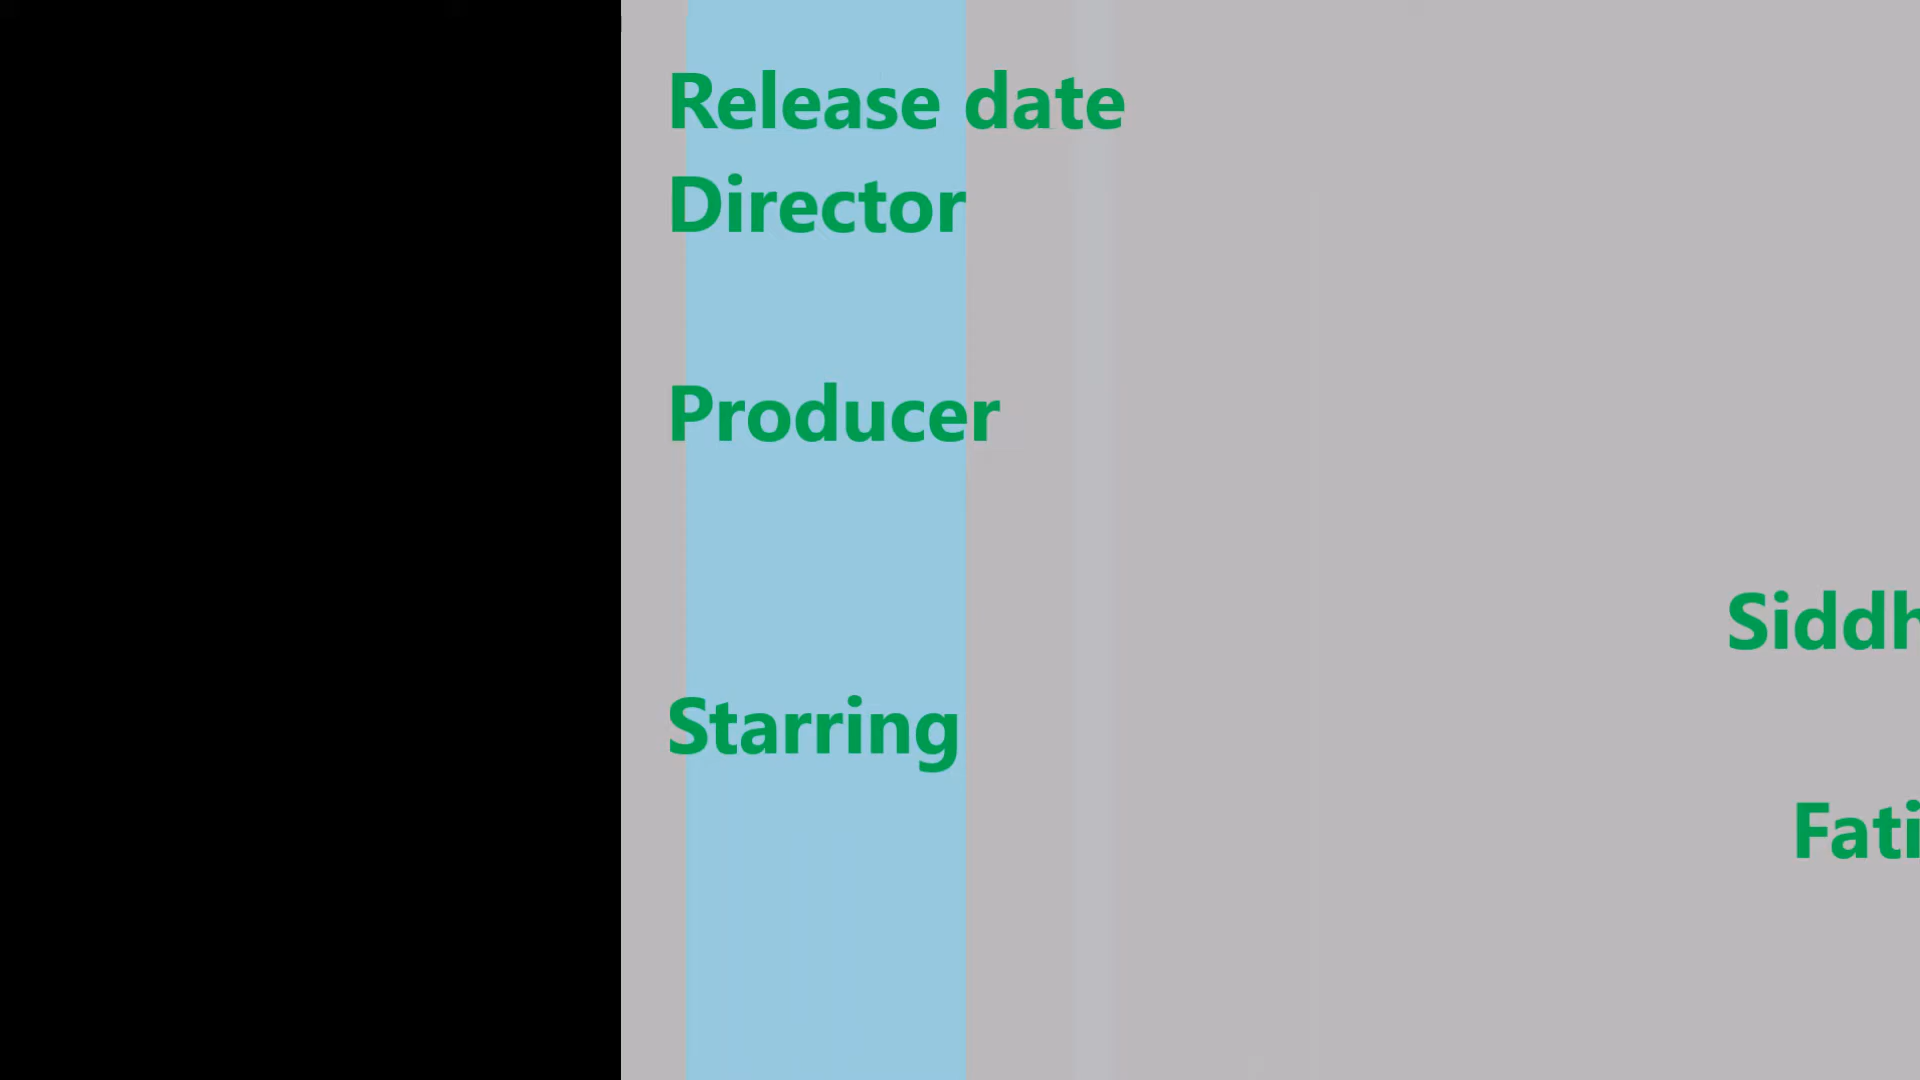 Release date
Director
Producer
Siddh
Starring
Fati